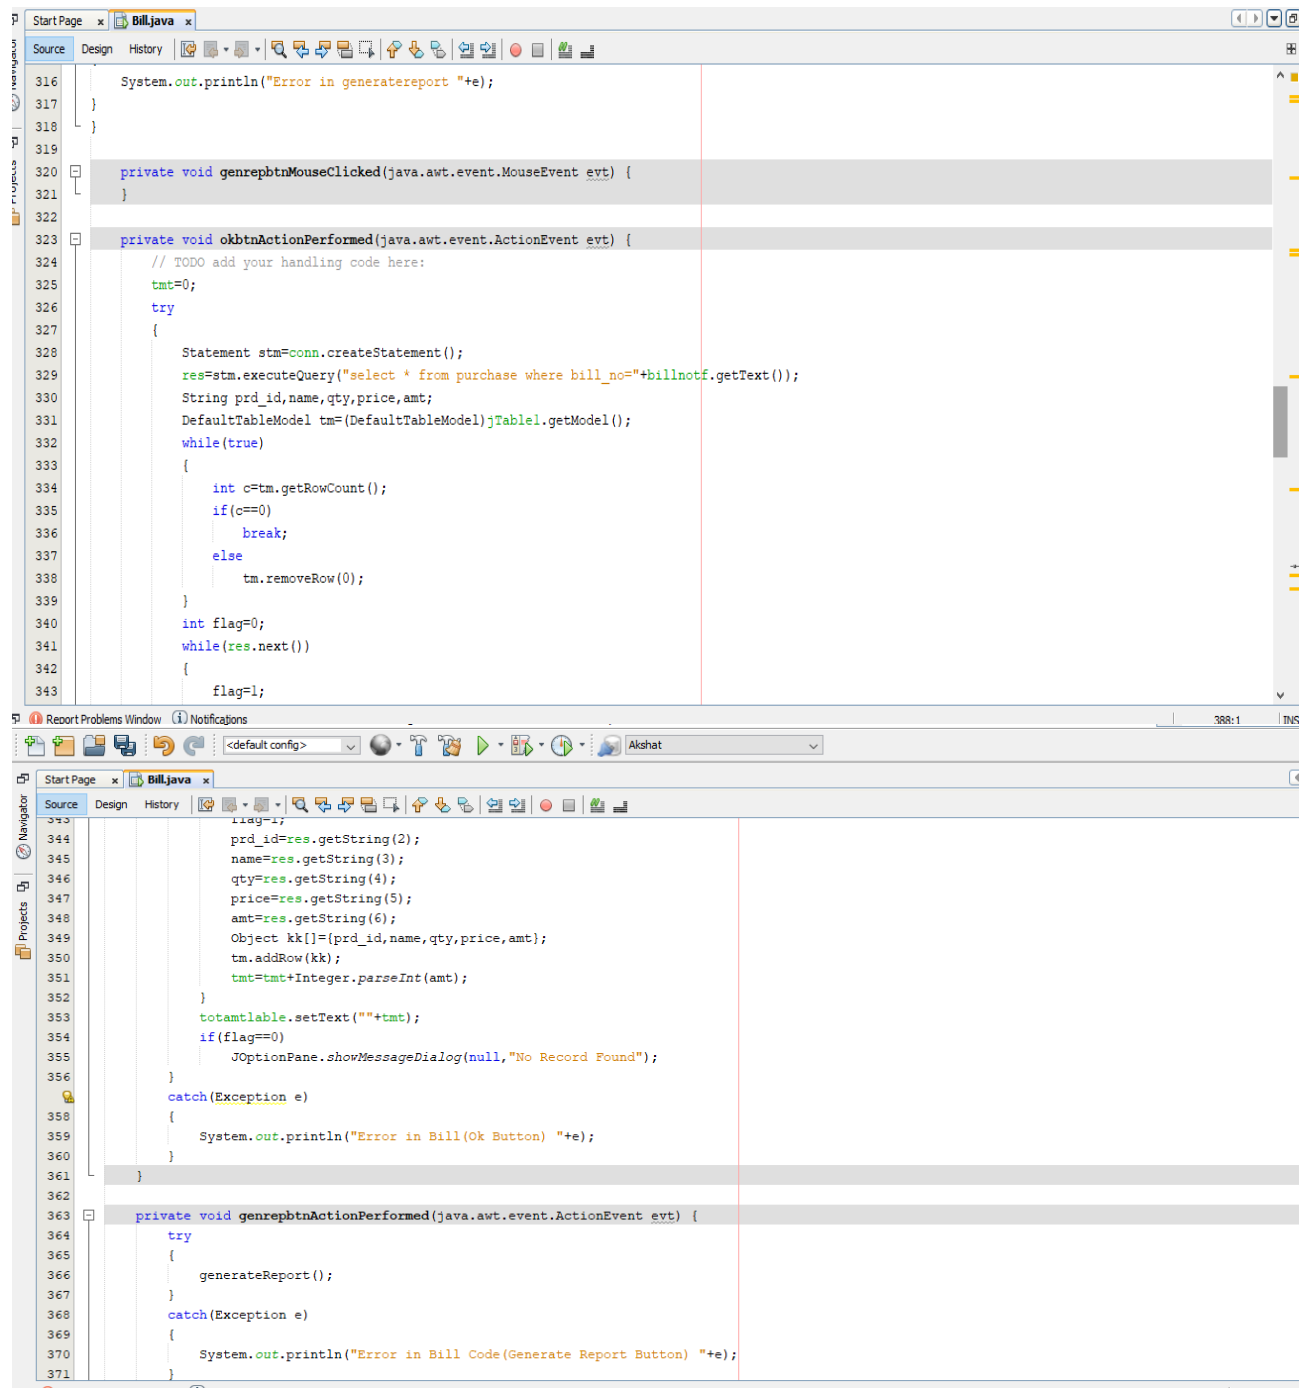 Start Page x Bill.java x
Source Design History
Navigator
Projects
316 System.out.println("Error in generatereport "+e);
317 }
318 }
319
320 private void genrepbtnMouseClicked(java.awt.event.MouseEvent evt) {
321 }
322
323 private void okbtnActionPerformed(java.awt.event.ActionEvent evt) {
324 // TODO add your handling code here:
325 tmt=0;
326 try
327 {
328 Statement stm=conn.createStatement();
329 res=stm.executeQuery("select * from purchase where bill_no="+billnotf.getText());
330 String prd_id,name,qty,price,amt;
331 DefaultTableModel tm=(DefaultTableModel)jTable1.getModel();
332 while(true)
333 {
334 int c=tm.getRowCount();
335 if(c==0)
336 break;
337 else
338 tm.removeRow(0);
339 }
340 int flag=0;
341 while(res.next())
342 {
343 flag=1;
Report Problems Window Notifications 388:1 INS
<default config> Akshat
Start Page x Bill.java x
Source Design History
Navigator
Projects
343 flag=1;
344 prd_id=res.getString(2);
345 name=res.getString(3);
346 qty=res.getString(4);
347 price=res.getString(5);
348 amt=res.getString(6);
349 Object kk[]={prd_id,name,qty,price,amt};
350 tm.addRow(kk);
351 tmt=tmt+Integer.parseInt(amt);
352 }
353 totamtlable.setText(""+tmt);
354 if(flag==0)
355 JOptionPane.showMessageDialog(null,"No Record Found");
356 }
catch(Exception e)
358 {
359 System.out.println("Error in Bill(Ok Button) "+e);
360 }
361 }
362
363 private void genrepbtnActionPerformed(java.awt.event.ActionEvent evt) {
364 try
365 {
366 generateReport();
367 }
368 catch(Exception e)
369 {
370 System.out.println("Error in Bill Code(Generate Report Button) "+e);
371 }